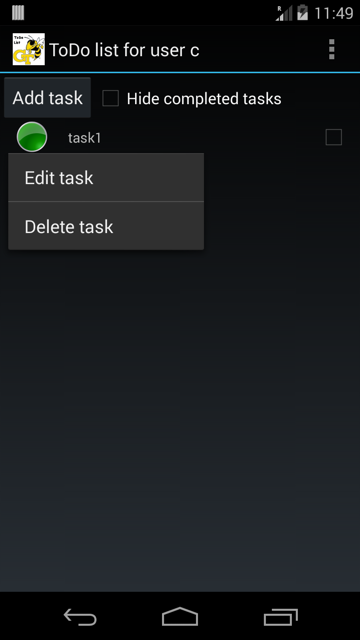 11:49
ToDo list for user c
Add task
Hide completed tasks
task1
Edit task
Delete task